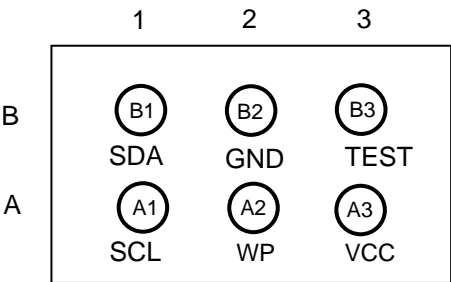 1 2 3
B B1 B2 B3
SDA GND TEST
A A1 A2 A3
SCL WP VCC